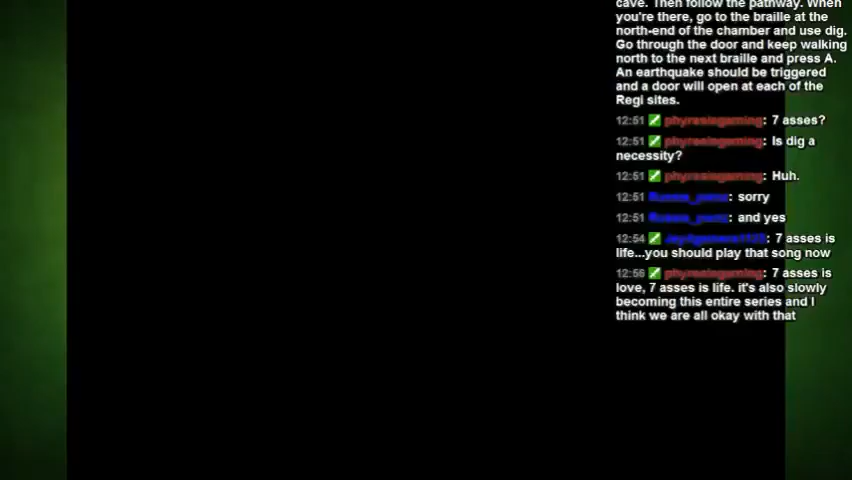 cave. Then follow the pathway. When
you're there, go to the braille at the
north-end of the chamber and use dig.
Go through the door and keep walking
north to the next braille and press A.
An earthquake should be triggered
and a door will open at each of the
Regi sites.
12:51 phyresiagaming: 7 asses?
12:51 phyresiagaming: Is dig a
necessity?
12:51 phyresiagaming: Huh.
12:51 : sorry
12:51 : and yes
12:54 : 7 asses is
life...you should play that song now
12:56 phyresiagaming: 7 asses is
love, 7 asses is life. it's also slowly
becoming this entire series and I
think we are all okay with that